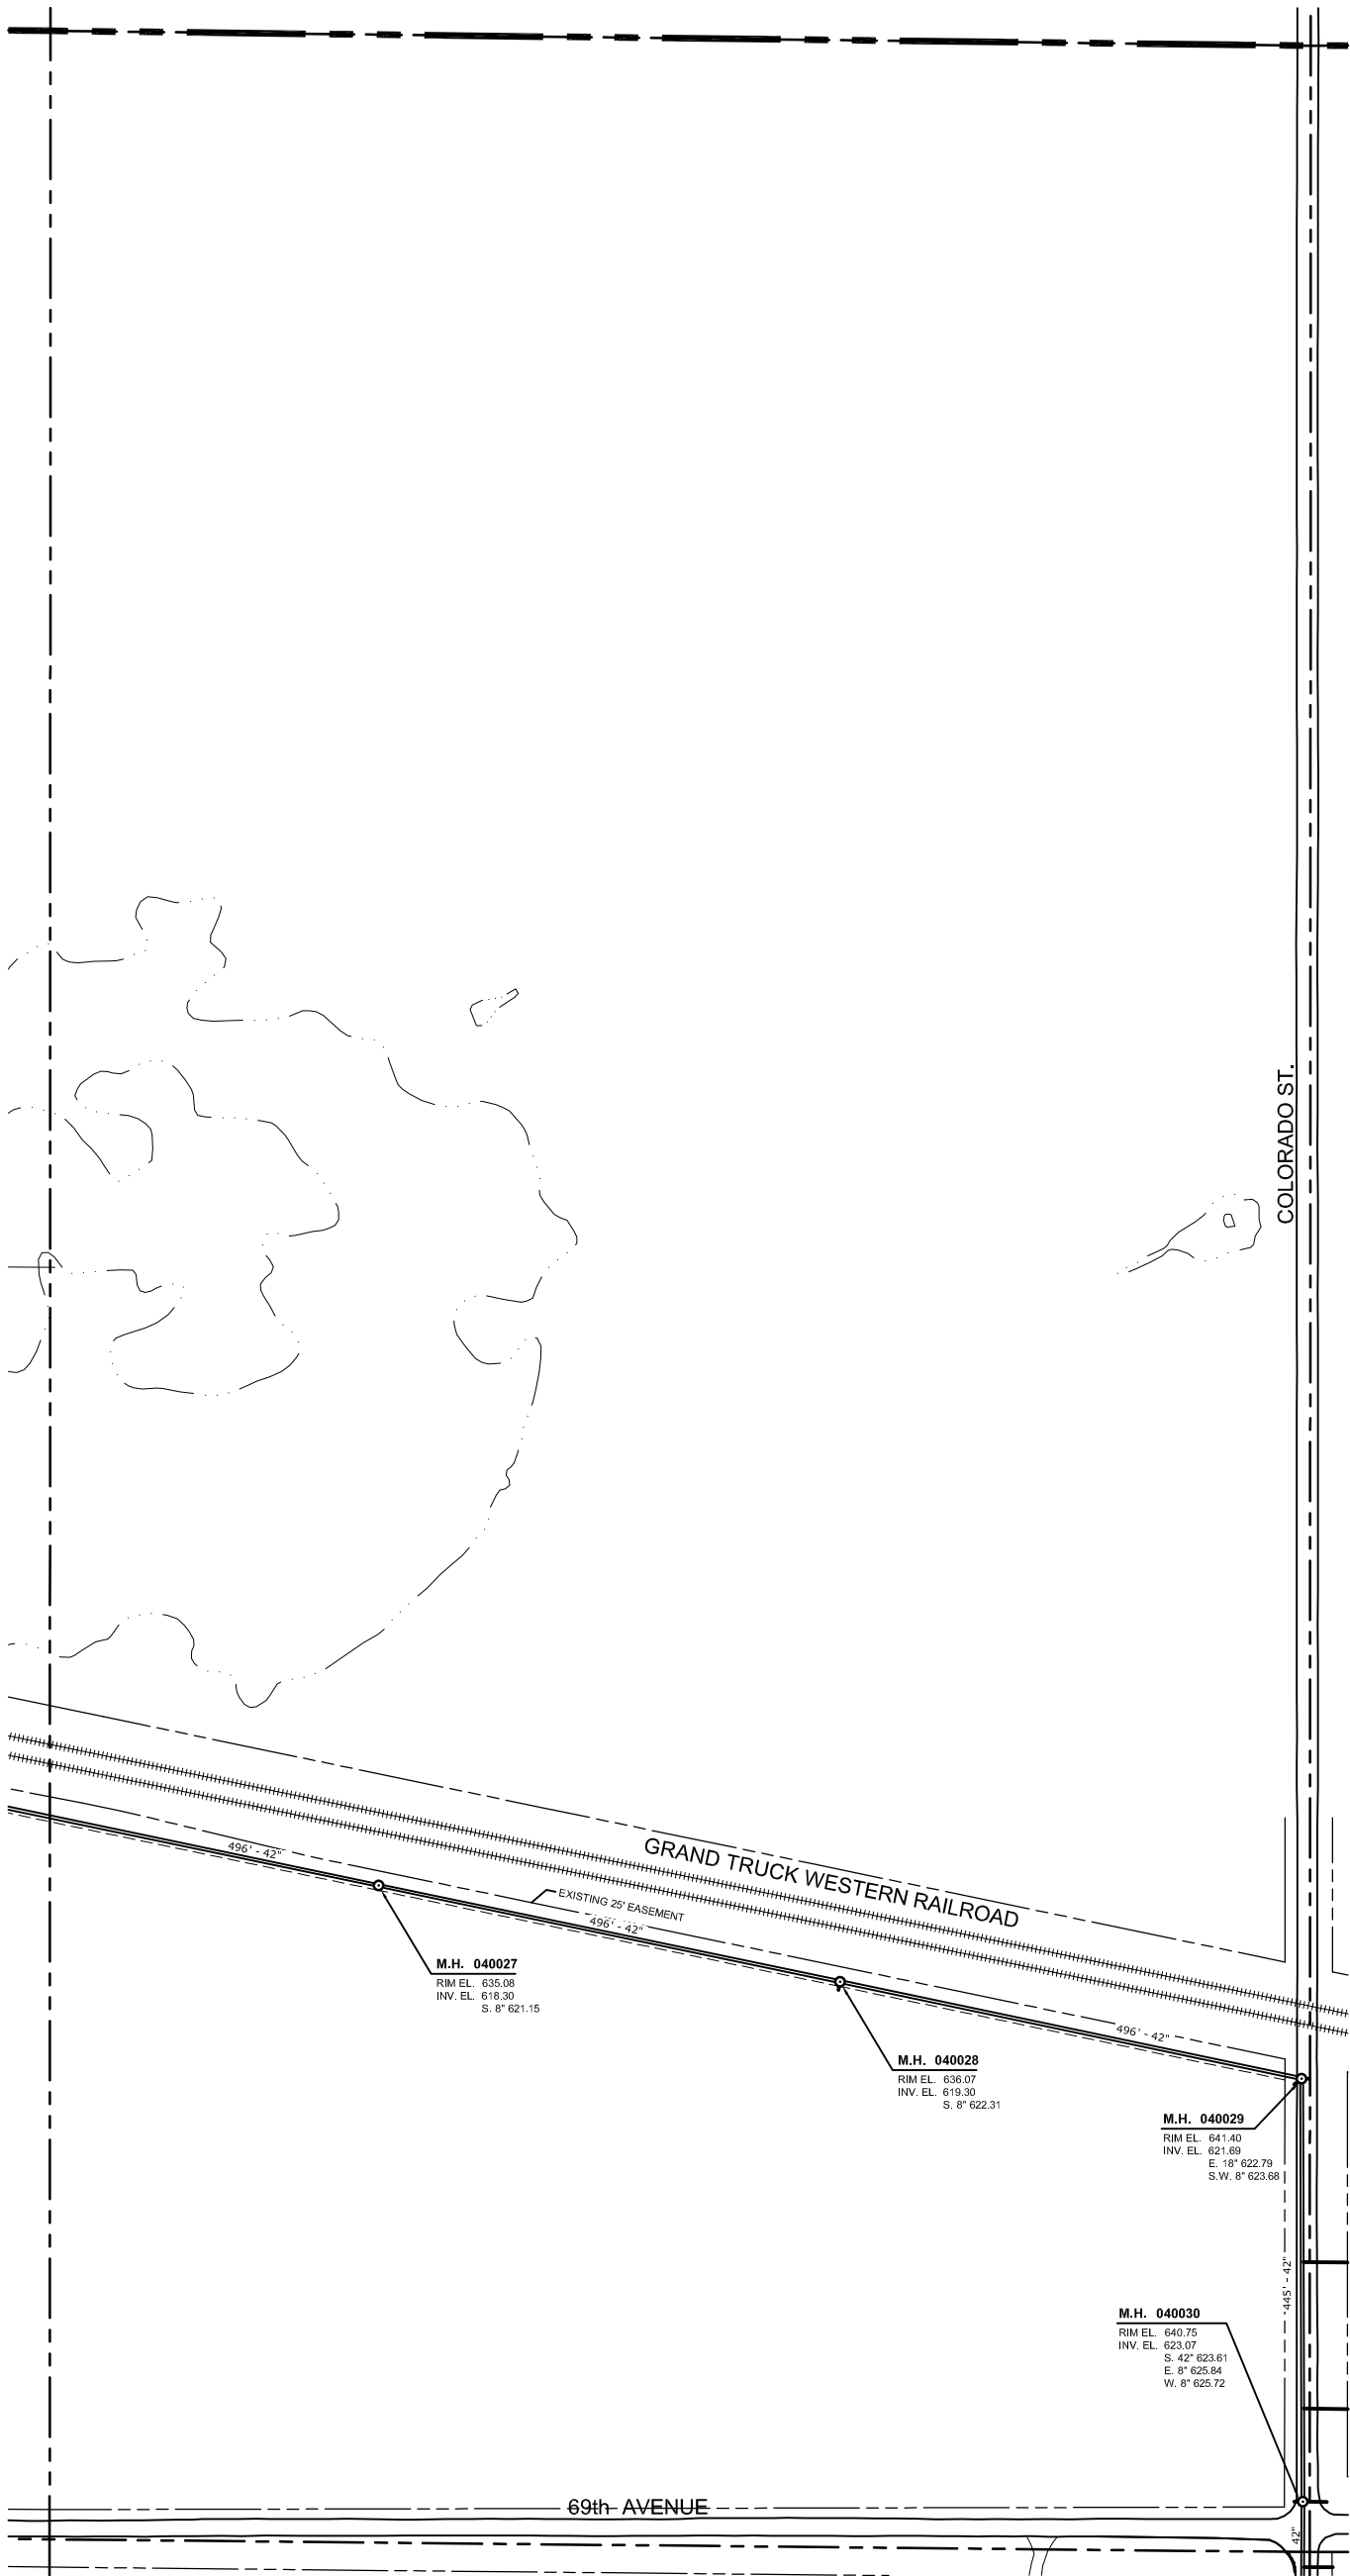 COLORADO ST.
GRAND TRUCK WESTERN RAILROAD
496' - 42"
EXISTING 25' EASEMENT
496' - 42"
M.H. 040027
RIM EL. 635.08
INV. EL. 618.30
S. 8" 621.15
496' - 42"
M.H. 040028
RIM EL. 636.07
INV. EL. 619.30
S. 8" 622.31
M.H. 040029
RIM EL. 641.40
INV. EL. 621.69
E. 18" 622.79
S.W. 8" 623.68
445' - 42"
M.H. 040030
RIM EL. 640.75
INV. EL. 623.07
S. 42" 623.61
E. 8" 625.84
W. 8" 625.72
69th AVENUE
42"